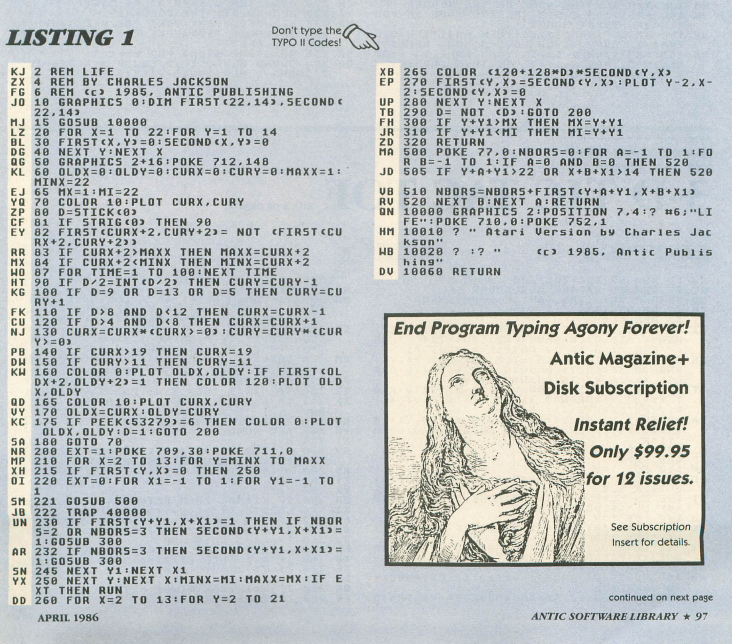 LISTING 1
Don't type the
TYPO II Codes!
KJ 2 REM LIFE
ZX 4 REM BY CHARLES JACKSON
FG 6 REM (c) 1985, ANTIC PUBLISHING
JO 10 GRAPHICS 0:DIM FIRST(22,14),SECOND(
22,14)
MJ 15 GOSUB 10000
LZ 20 FOR X=1 TO 22:FOR Y=1 TO 14
BL 30 FIRST(X,Y)=0:SECOND(X,Y)=0
DG 40 NEXT Y:NEXT X
QG 50 GRAPHICS 2+16:POKE 712,148
KL 60 OLDX=0:OLDY=0:CURX=0:CURY=0:MAXX=1:
MINX=22
EJ 65 MX=1:MI=22
YQ 70 COLOR 10:PLOT CURX,CURY
ZP 80 D=STICK(0)
CF 81 IF STRIG(0) THEN 90
EY 82 FIRST(CURX+2,CURY+2)= NOT (FIRST(CU
RX+2,CURY+2))
RR 83 IF CURX+2>MAXX THEN MAXX=CURX+2
MX 84 IF CURX+2<MINX THEN MINX=CURX+2
WO 87 FOR TIME=1 TO 100:NEXT TIME
HT 90 IF D/2=INT(D/2) THEN CURY=CURY-1
KG 100 IF D=9 OR D=13 OR D=5 THEN CURY=CU
RY+1
FK 110 IF D>8 AND D<12 THEN CURX=CURX-1
CU 120 IF D>4 AND D<8 THEN CURX=CURX+1
NJ 130 CURX=CURX*(CURX>=0):CURY=CURY*(CUR
Y>=0)
PB 140 IF CURX>19 THEN CURX=19
DW 150 IF CURY>11 THEN CURY=11
KW 160 COLOR 0:PLOT OLDX,OLDY:IF FIRST(OL
DX+2,OLDY+2)=1 THEN COLOR 120:PLOT OLD
X,OLDY
QD 165 COLOR 10:PLOT CURX,CURY
VY 170 OLDX=CURX:OLDY=CURY
KC 175 IF PEEK(53279)=6 THEN COLOR 0:PLOT
OLDX,OLDY:D=1:GOTO 200
SA 180 GOTO 70
NR 200 EXT=1:POKE 709,30:POKE 711,0
MP 210 FOR X=2 TO 13:FOR Y=MINX TO MAXX
XH 215 IF FIRST(Y,X)=0 THEN 250
OI 220 EXT=0:FOR X1=-1 TO 1:FOR Y1=-1 TO
1
SM 221 GOSUB 500
JB 222 TRAP 40000
UN 230 IF FIRST(Y+Y1,X+X1)=1 THEN IF NBOR
S=2 OR NBORS=3 THEN SECOND(Y+Y1,X+X1)=
1:GOSUB 300
AR 232 IF NBORS=3 THEN SECOND(Y+Y1,X+X1)=
1:GOSUB 300
SN 245 NEXT Y1:NEXT X1
YX 250 NEXT Y:NEXT X:MINX=MI:MAXX=MX:IF E
XT THEN RUN
DD 260 FOR X=2 TO 13:FOR Y=2 TO 21
XB 265 COLOR (120+128*D)*SECOND(Y,X)
EP 270 FIRST(Y,X)=SECOND(Y,X):PLOT Y-2,X-
2:SECOND(Y,X)=0
UP 280 NEXT Y:NEXT X
TB 290 D= NOT (D):GOTO 200
FH 300 IF Y+Y1>MX THEN MX=Y+Y1
JR 310 IF Y+Y1<MI THEN MI=Y+Y1
ZD 320 RETURN
MA 500 POKE 77,0:NBORS=0:FOR A=-1 TO 1:FO
R B=-1 TO 1:IF A=0 AND B=0 THEN 520
JD 505 IF Y+A+Y1>22 OR X+B+X1>14 THEN 520
VB 510 NBORS=NBORS+FIRST(Y+A+Y1,X+B+X1)
RV 520 NEXT B:NEXT A:RETURN
QN 10000 GRAPHICS 2:POSITION 7,4:? #6;"LI
FE":POKE 710,0:POKE 752,1
HM 10010 ? " Atari Version by Charles Jac
kson"
WB 10020 ? :? " (c) 1985, Antic Publis
hing"
DV 10060 RETURN
End Program Typing Agony Forever!
Antic Magazine+
Disk Subscription
Instant Relief!
Only $99.95
for 12 issues.
See Subscription
Insert for details.
continued on next page
APRIL 1986
ANTIC SOFTWARE LIBRARY ★ 97